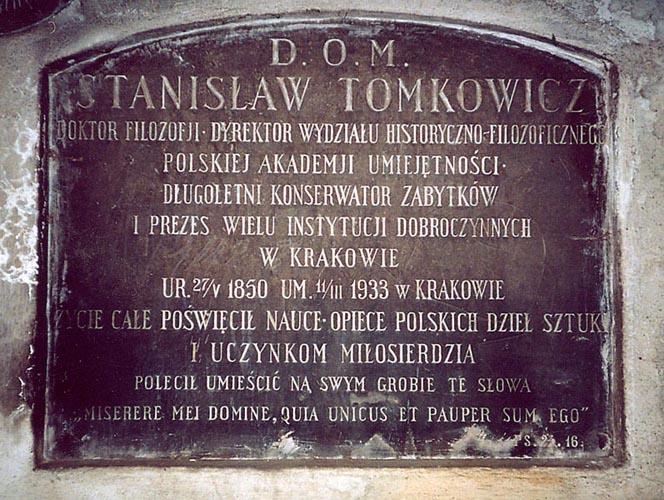 D.O.M.
STANISŁAW TOMKOWICZ
DOKTOR FILOZOFJI · DYREKTOR WYDZIAŁU HISTORYCZNO-FILOZOFICZNEGO
POLSKIEJ AKADEMJI UMIEJĘTNOŚCI ·
DŁUGOLETNI KONSERWATOR ZABYTKÓW
I PREZES WIELU INSTYTUCJI DOBROCZYNNYCH
W KRAKOWIE
UR. 27/V 1850 UM. 11/III 1933 W KRAKOWIE
ŻYCIE CAŁE POŚWIĘCIŁ NAUCE · OPIECE POLSKICH DZIEŁ SZTUKI
I UCZYNKOM MIŁOSIERDZIA
POLECIŁ UMIEŚCIĆ NA SWYM GROBIE TE SŁOWA
„MISERERE MEI DOMINE, QUIA UNICUS ET PAUPER SUM EGO"
PS. 16.